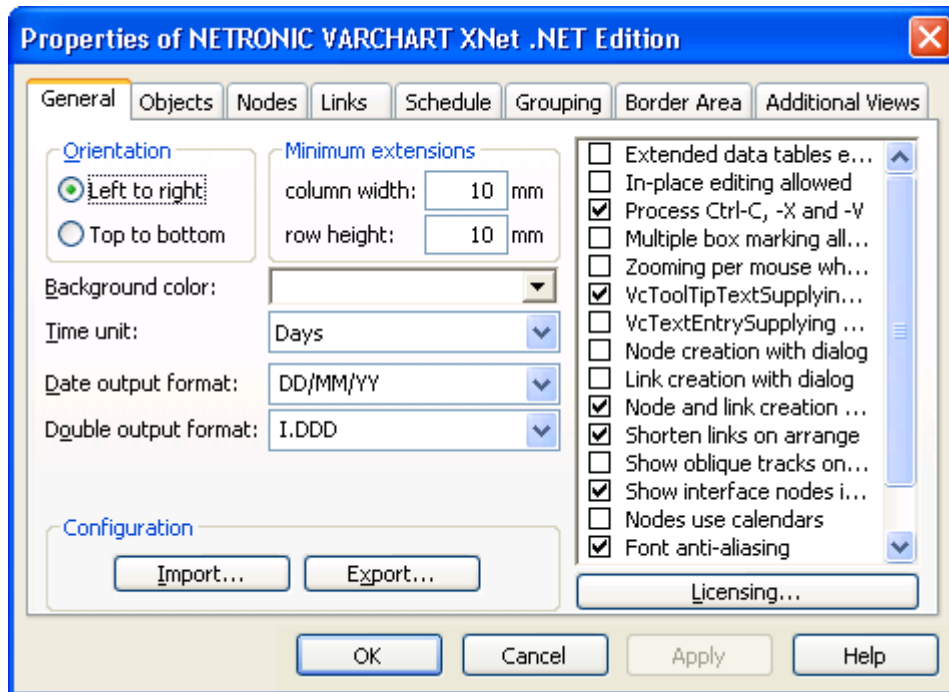 Properties of NETRONIC VARCHART XNet .NET Edition
General Objects Nodes Links Schedule Grouping Border Area Additional Views
Orientation
Left to right
Top to bottom
Minimum extensions
column width: 10 mm
row height: 10 mm
Background color:
Time unit: Days
Date output format: DD/MM/YY
Double output format: I.DDD
Configuration
Import... Export...
Extended data tables e...
In-place editing allowed
Process Ctrl-C, -X and -V
Multiple box marking all...
Zooming per mouse wh...
VcToolTipTextSupplyin...
VcTextEntrySupplying ...
Node creation with dialog
Link creation with dialog
Node and link creation ...
Shorten links on arrange
Show oblique tracks on...
Show interface nodes i...
Nodes use calendars
Font anti-aliasing
Licensing...
OK Cancel Apply Help